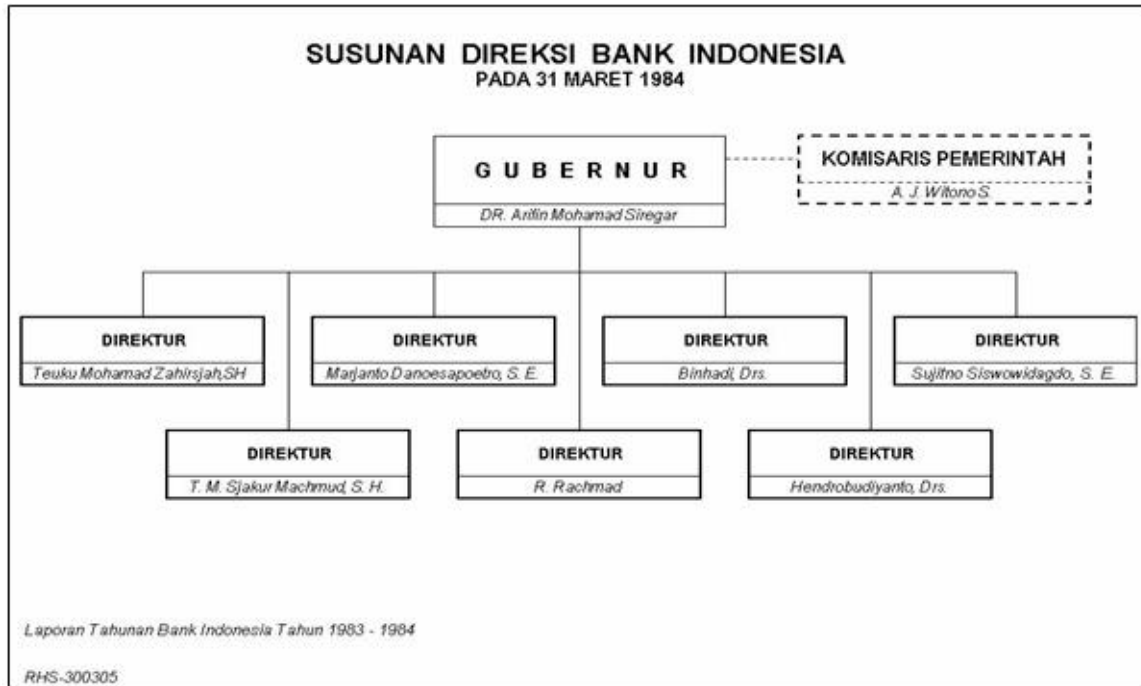 SUSUNAN DIREKSI BANK INDONESIA
PADA 31 MARET 1984
G U B E R N U R
DR. Arifin Mohamad Siregar
KOMISARIS PEMERINTAH
A. J. Witono S.
DIREKTUR
Teuku Mohamad Zahirsjah,SH
DIREKTUR
Marjanto Danoesapoetro, S. E.
DIREKTUR
Binhadi, Drs.
DIREKTUR
Sujitno Siswowidagdo, S. E.
DIREKTUR
T. M. Sjakur Machmud, S. H.
DIREKTUR
R. Rachmad
DIREKTUR
Hendrobudiyanto, Drs.
Laporan Tahunan Bank Indonesia Tahun 1983 - 1984
RHS-300305